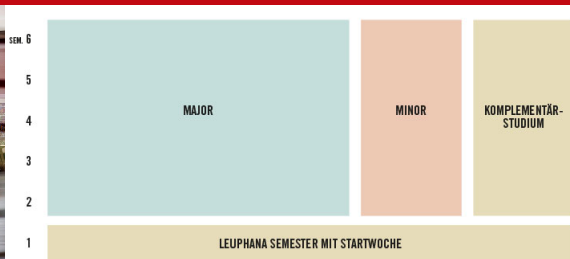 SEM. 6
5
MAJOR
MINOR
KOMPLEMENTÄR-
STUDIUM
4
3
2
1
LEUPHANA SEMESTER MIT STARTWOCHE